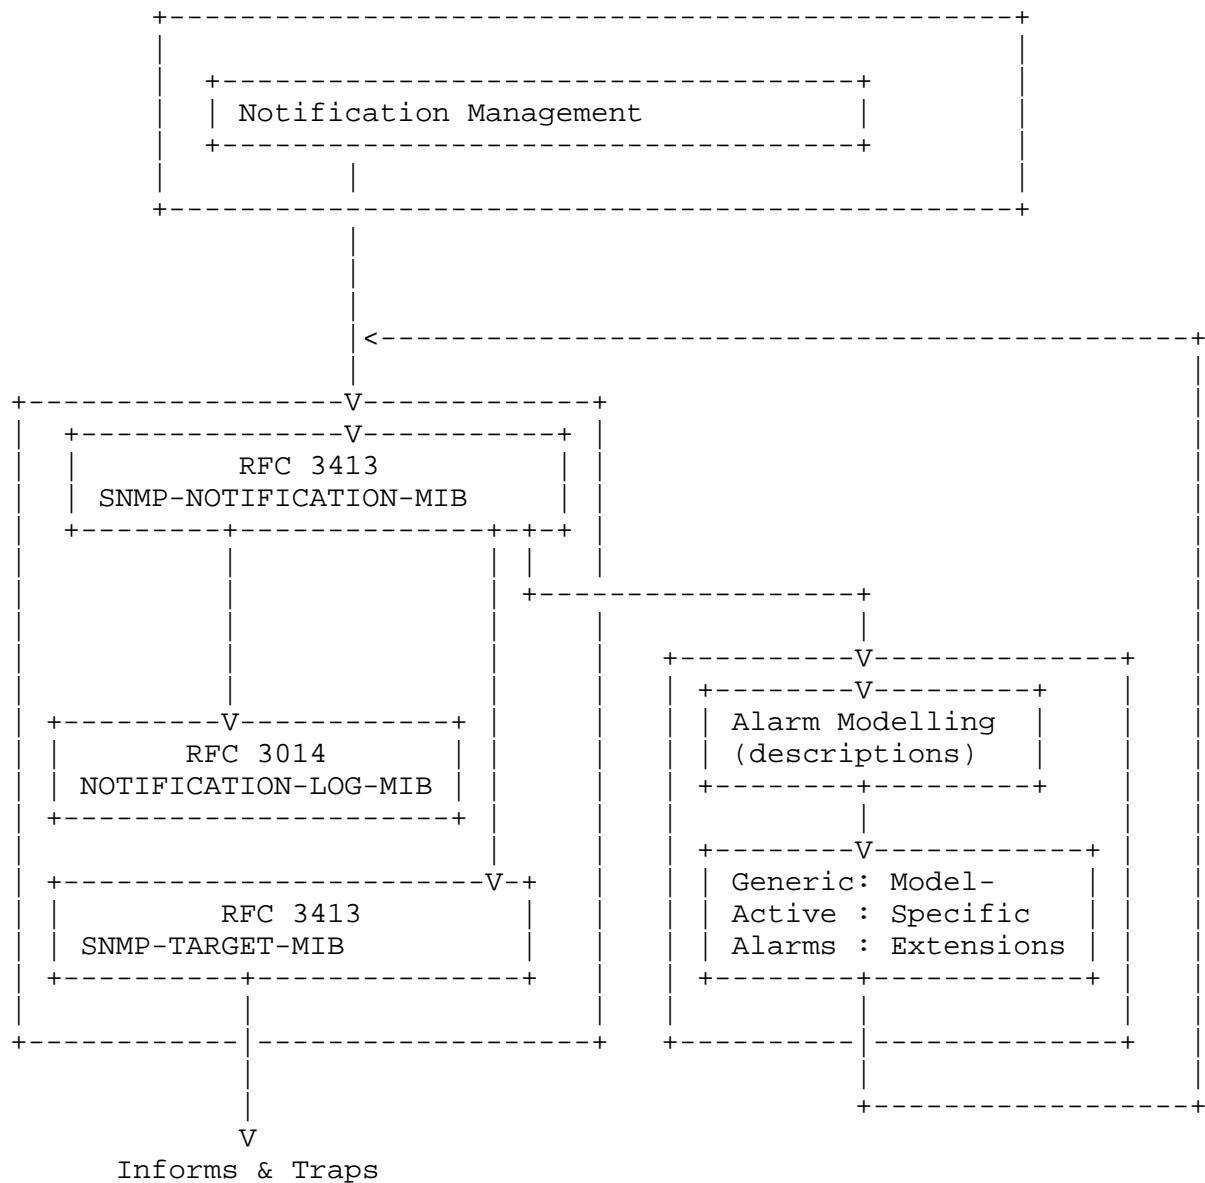 Notification Management
RFC 3413
SNMP-NOTIFICATION-MIB
RFC 3014
NOTIFICATION-LOG-MIB
RFC 3413
SNMP-TARGET-MIB
Informs & Traps
Alarm Modelling
(descriptions)
Generic: Model-
Active : Specific
Alarms : Extensions